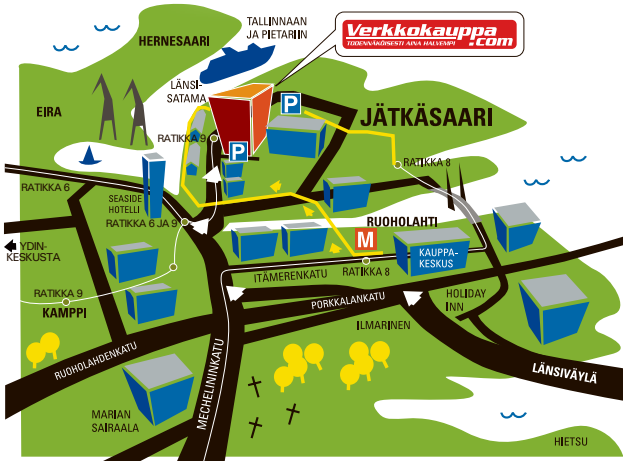 TALLINNAAN
JA PIETARIIN
Verkkokauppa
.com
TODENNÄKÖISESTI AINA HALVEMPI
HERNESAARI
LÄNSI-
SATAMA
EIRA
P
JÄTKÄSAARI
RATIKKA 9
P
RATIKKA 8
RATIKKA 6
SEASIDE
HOTELLI
RATIKKA 6 JA 9
RUOHOLAHTI
M
YDIN-
KESKUSTA
KAUPPA-
KESKUS
ITÄMERENKATU
RATIKKA 8
RATIKKA 9
KAMPPI
PORKKALANKATU
HOLIDAY
INN
ILMARINEN
RUOHOLAHDENKATU
MECHELININKATU
LÄNSIVÄYLÄ
MARIAN
SAIRAALA
HIETSU